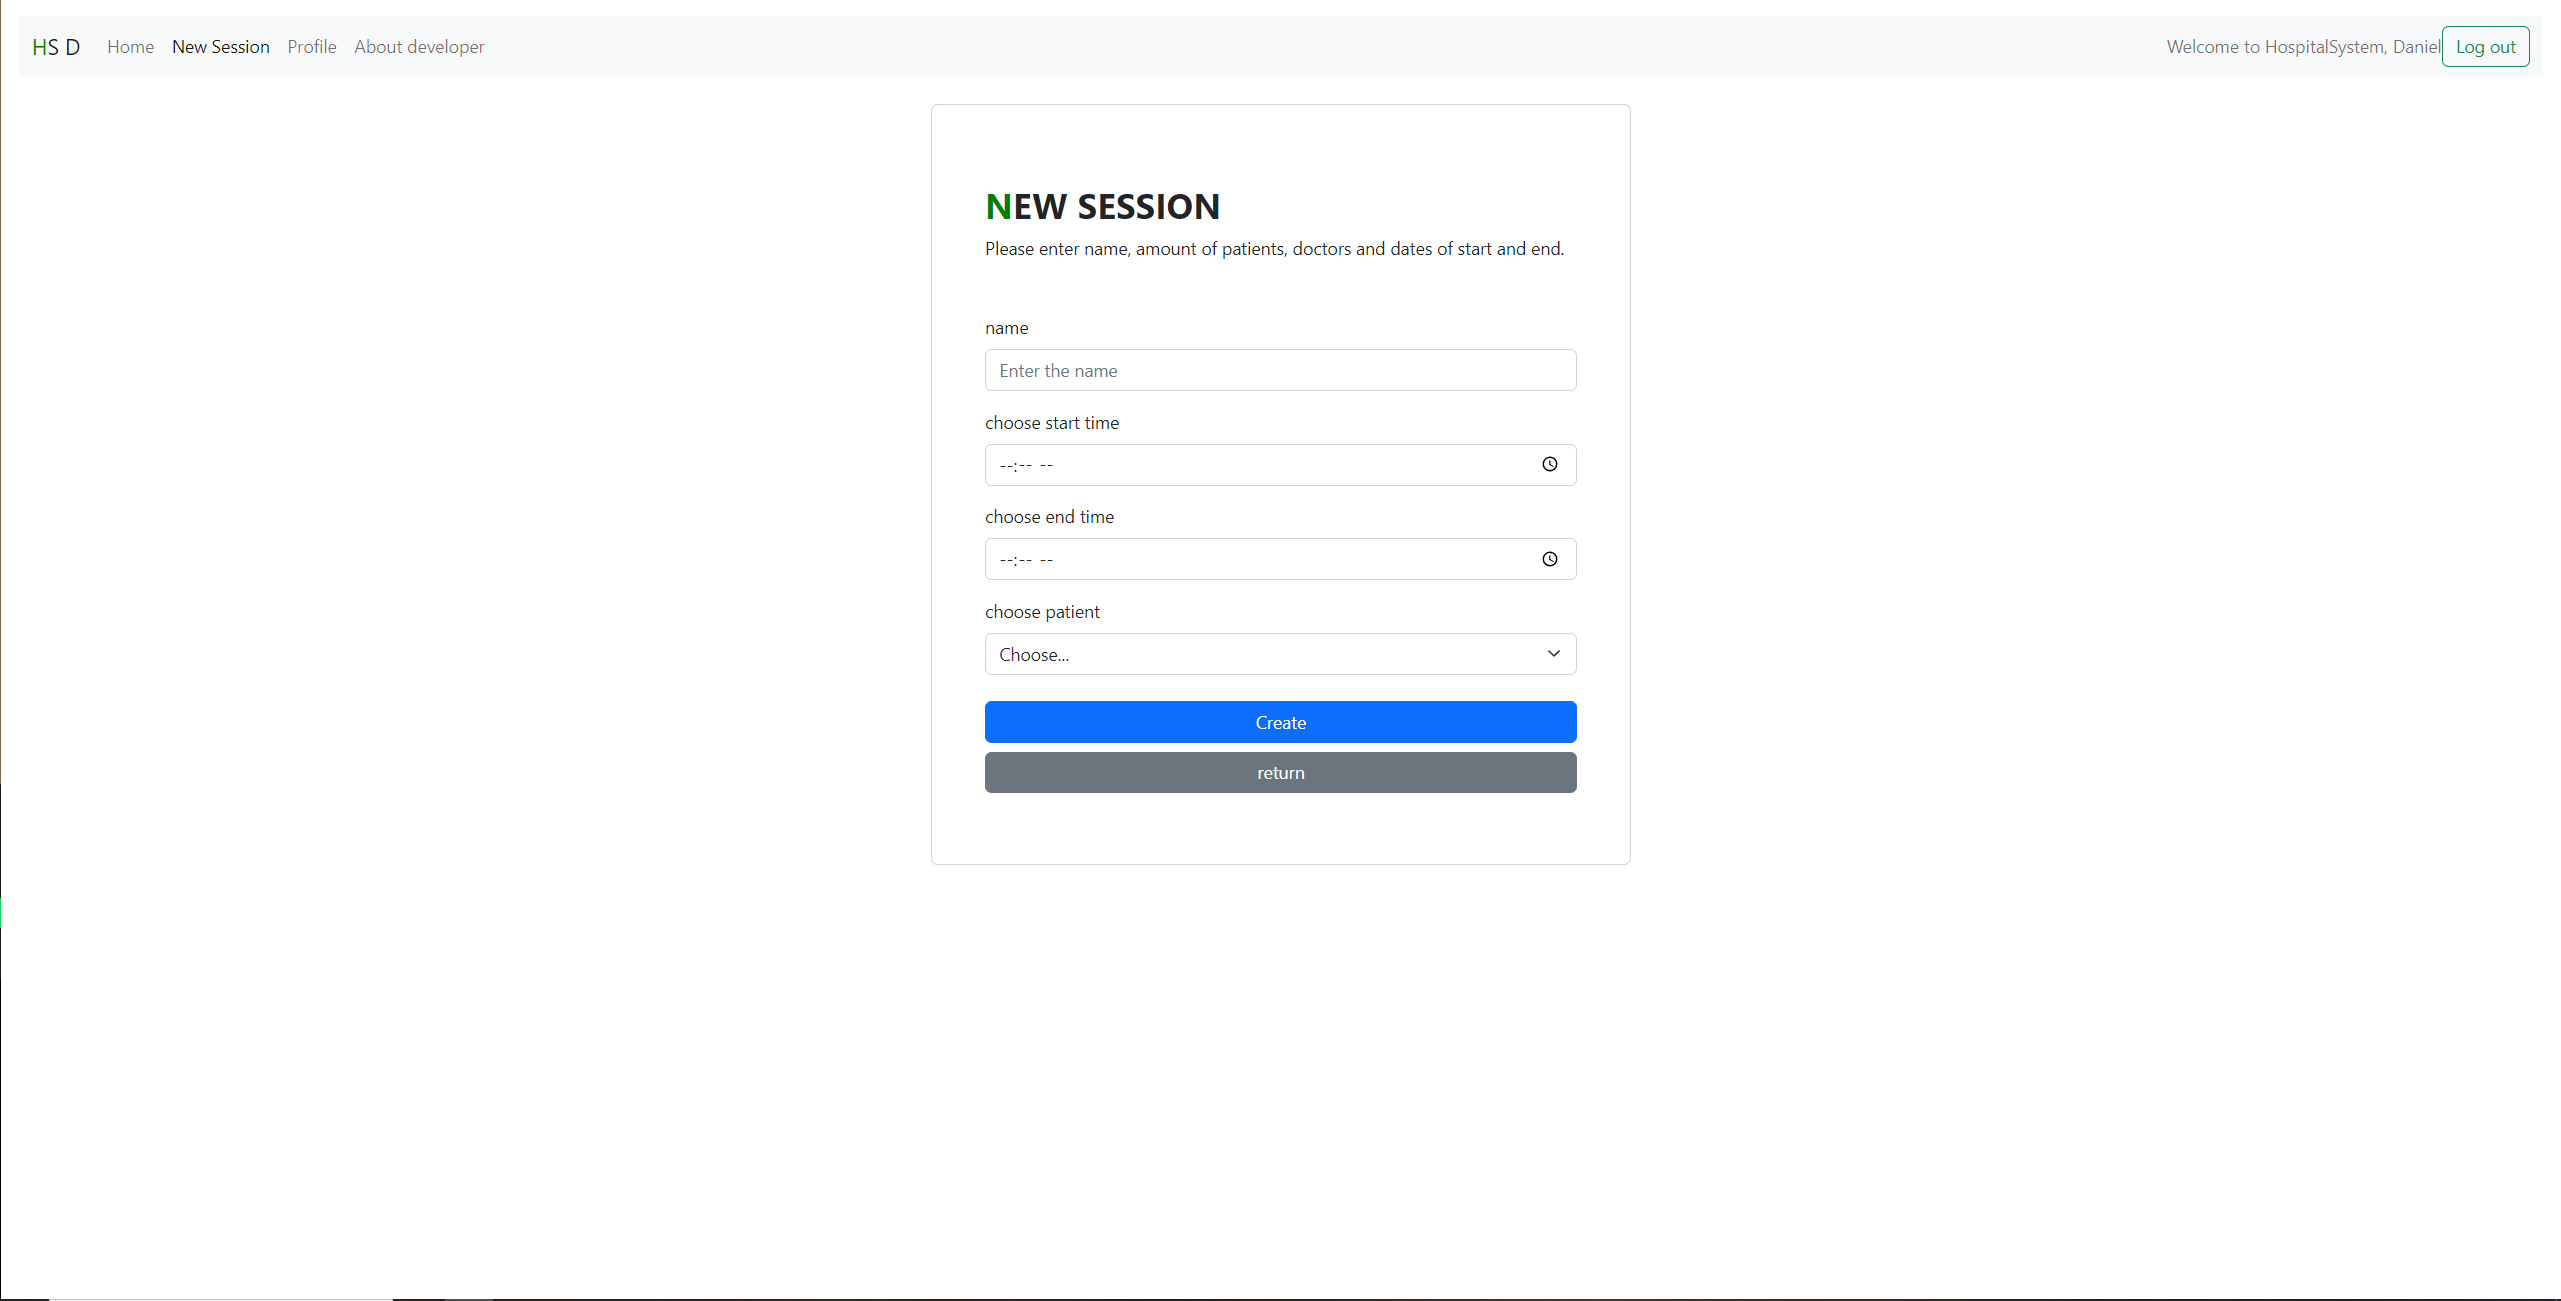 HS D Home New Session Profile About developer Welcome to HospitalSystem, Daniel Log out
NEW SESSION
Please enter name, amount of patients, doctors and dates of start and end.
name
Enter the name
choose start time
--:-- --
choose end time
--:-- --
choose patient
Choose...
Create
return